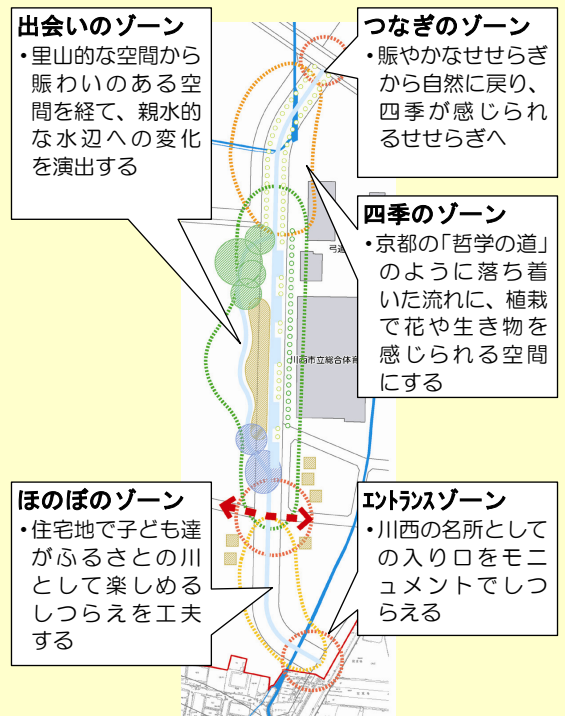 出会いのゾーン
・里山的な空間から
賑わいのある空
間を経て、親水的
な水辺への変化
を演出する
つなぎのゾーン
・賑やかなせせらぎ
から自然に戻り、
四季が感じられ
るせせらぎへ
四季のゾーン
・京都の「哲学の道」
のように落ち着
いた流れに、植栽
で花や生き物を
感じられる空間
にする
川西市立総合体育
ほのぼのゾーン
・住宅地で子ども達
がふるさとの川
として楽しめる
しつらえを工夫
する
エントランスゾーン
・川西の名所として
の入り口をモニ
ュメントでしつ
らえる